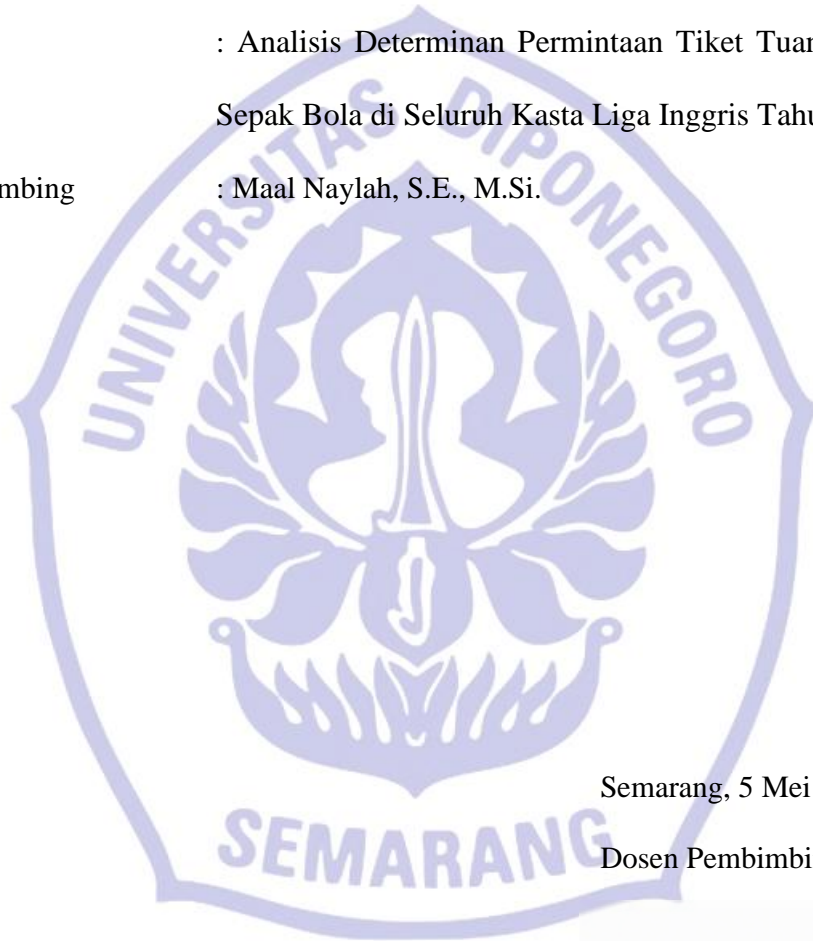 : Analisis Determinan Permintaan Tiket Tuan
Sepak Bola di Seluruh Kasta Liga Inggris Tahu
mbing : Maal Naylah, S.E., M.Si.
UNIVERSITAS DIPONEGORO
SEMARANG
Semarang, 5 Mei
Dosen Pembimbi